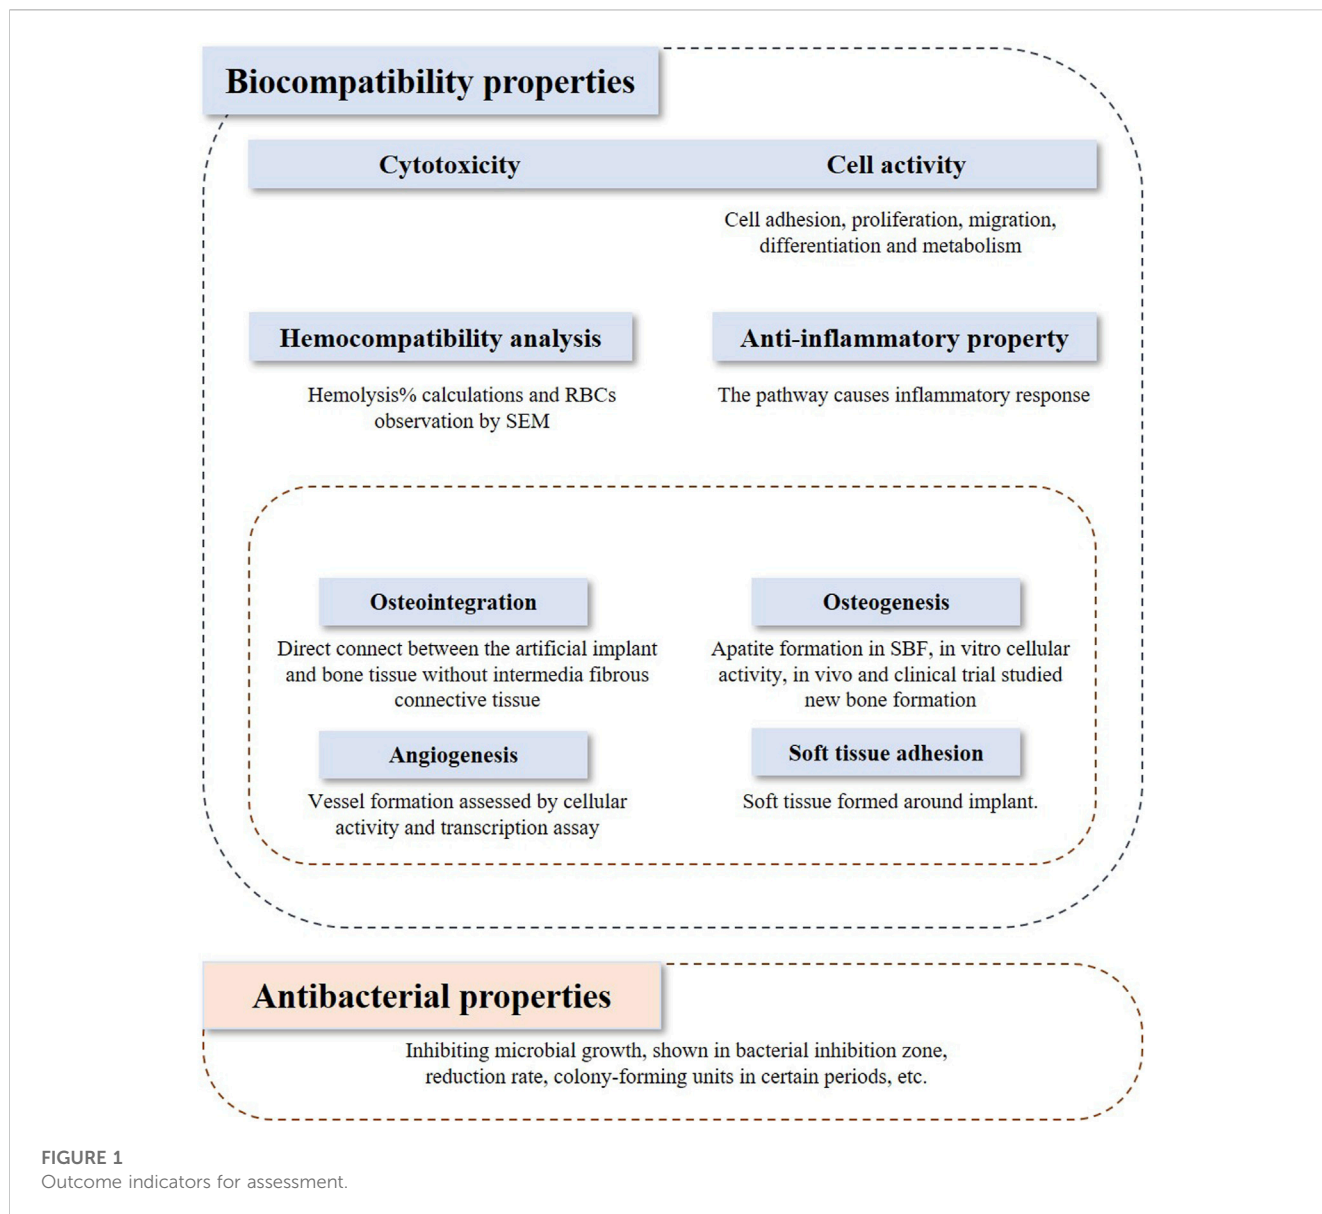 Biocompatibility properties
Cytotoxicity
Cell activity
Cell adhesion, proliferation, migration,
differentiation and metabolism
Hemocompatibility analysis
Hemolysis% calculations and RBCs
observation by SEM
Anti-inflammatory property
The pathway causes inflammatory response
Osteointegration
Direct connect between the artificial implant
and bone tissue without intermedia fibrous
connective tissue
Osteogenesis
Apatite formation in SBF, in vitro cellular
activity, in vivo and clinical trial studied
new bone formation
Angiogenesis
Vessel formation assessed by cellular
activity and transcription assay
Soft tissue adhesion
Soft tissue formed around implant.
Antibacterial properties
Inhibiting microbial growth, shown in bacterial inhibition zone,
reduction rate, colony-forming units in certain periods, etc.
FIGURE 1
Outcome indicators for assessment.